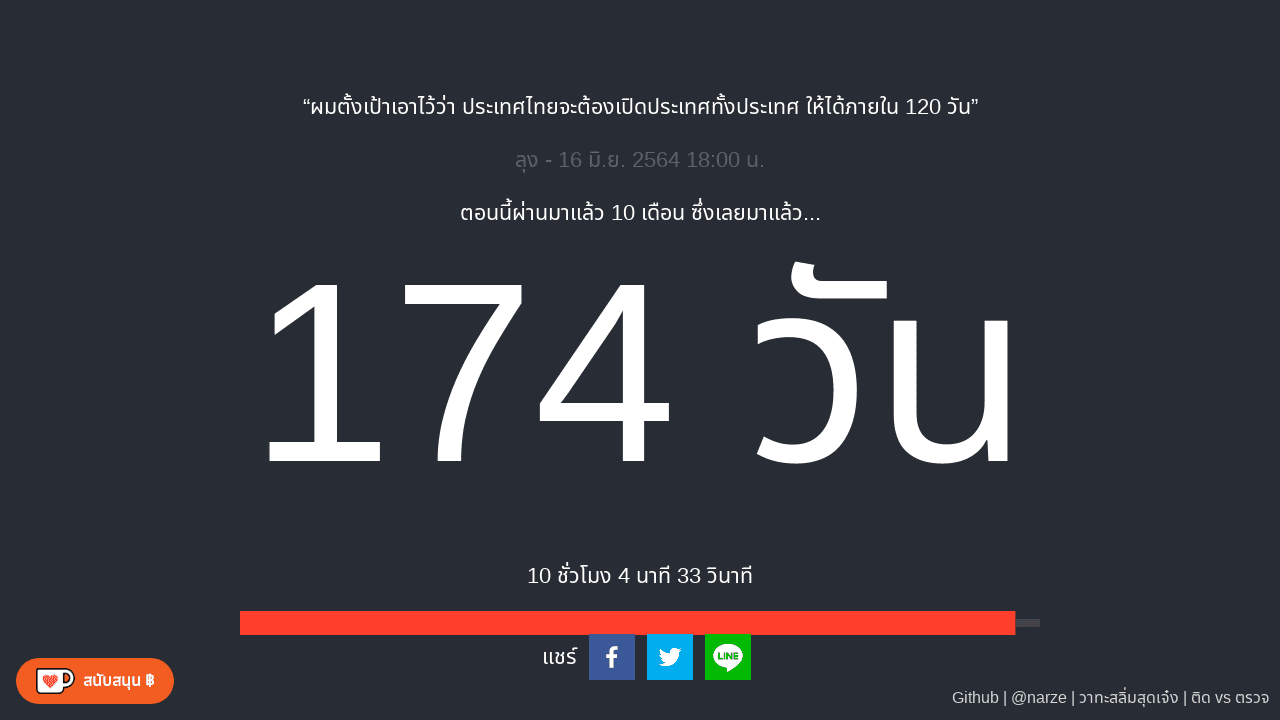 “ผมตั้งเป้าเอาไว้ว่า ประเทศไทยจะต้องเปิดประเทศทั้งประเทศ ให้ได้ภายใน 120 วัน”
ลุง - 16 มิ.ย. 2564 18:00 น.
ตอนนี้ผ่านมาแล้ว 10 เดือน ซึ่งเลยมาแล้ว...
174 วัน
10 ชั่วโมง 4 นาที 33 วินาที
แชร์ LINE
สนับสนุน ฿
Github | @narze | วาทะสลิ่มสุดเจ๋ง | ติด vs ตรวจ